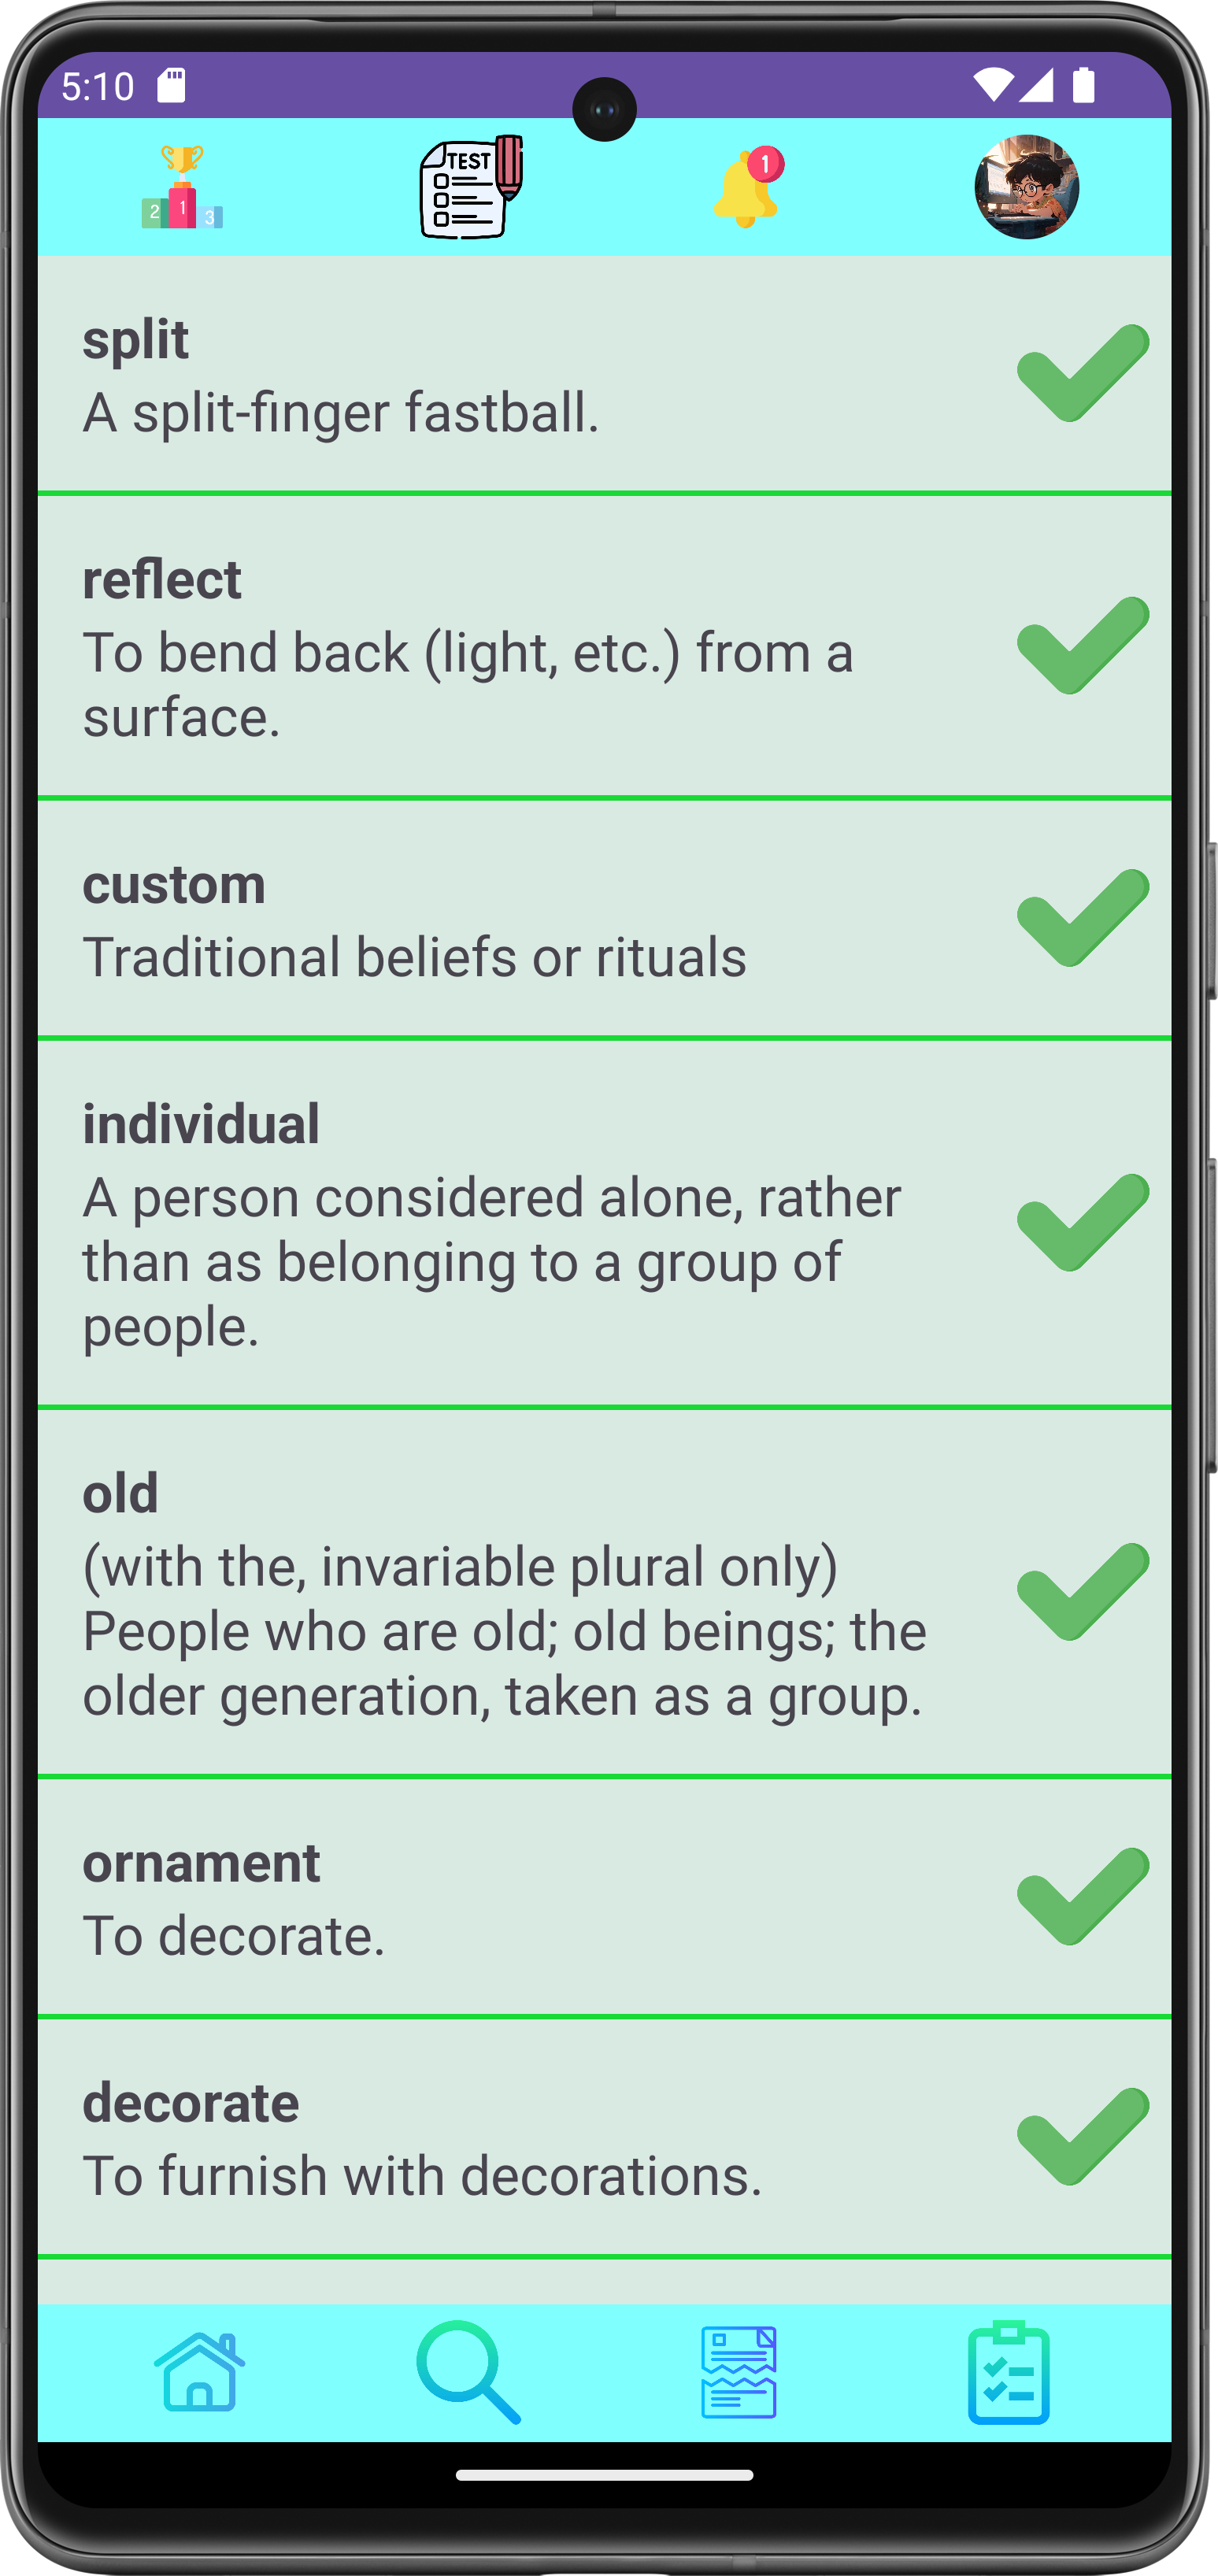 5:10
2 1 3
TEST
1
split
A split-finger fastball.
reflect
To bend back (light, etc.) from a
surface.
custom
Traditional beliefs or rituals
individual
A person considered alone, rather
than as belonging to a group of
people.
old
(with the, invariable plural only)
People who are old; old beings; the
older generation, taken as a group.
ornament
To decorate.
decorate
To furnish with decorations.